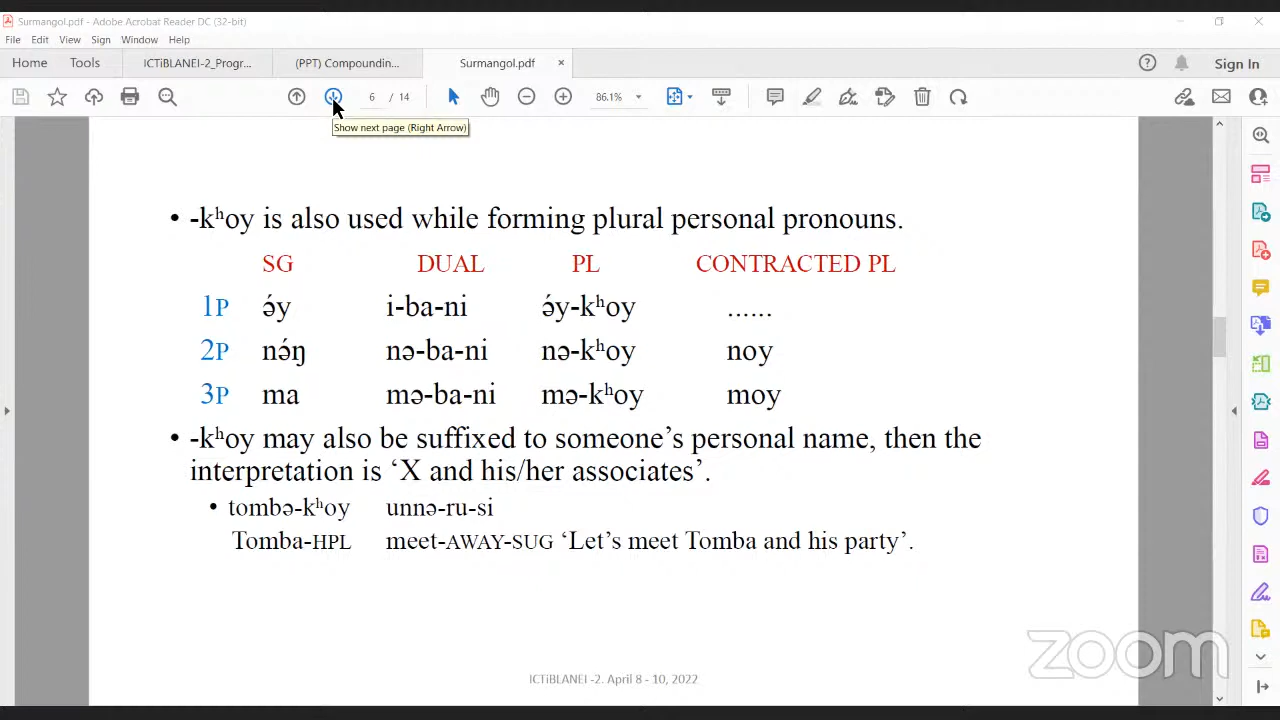 Surmangol.pdf - Adobe Acrobat Reader DC (32-bit)
File Edit View Sign Window Help
Home Tools ICTiBLANEI-2_Progr... (PPT) Compoundin... Surmangol.pdf × Sign In
6 / 14 86.1%
Show next page (Right Arrow)
• -kʰoy is also used while forming plural personal pronouns.
SG DUAL PL CONTRACTED PL
1P ə́y i-ba-ni ə́y-kʰoy ......
2P nə́ŋ nə-ba-ni nə-kʰoy noy
3P ma mə-ba-ni mə-kʰoy moy
• -kʰoy may also be suffixed to someone’s personal name, then the
interpretation is ‘X and his/her associates’.
• tombə-kʰoy unnə-ru-si
Tomba-HPL meet-AWAY-SUG ‘Let’s meet Tomba and his party’.
zoom
ICTiBLANEI -2. April 8 - 10, 2022